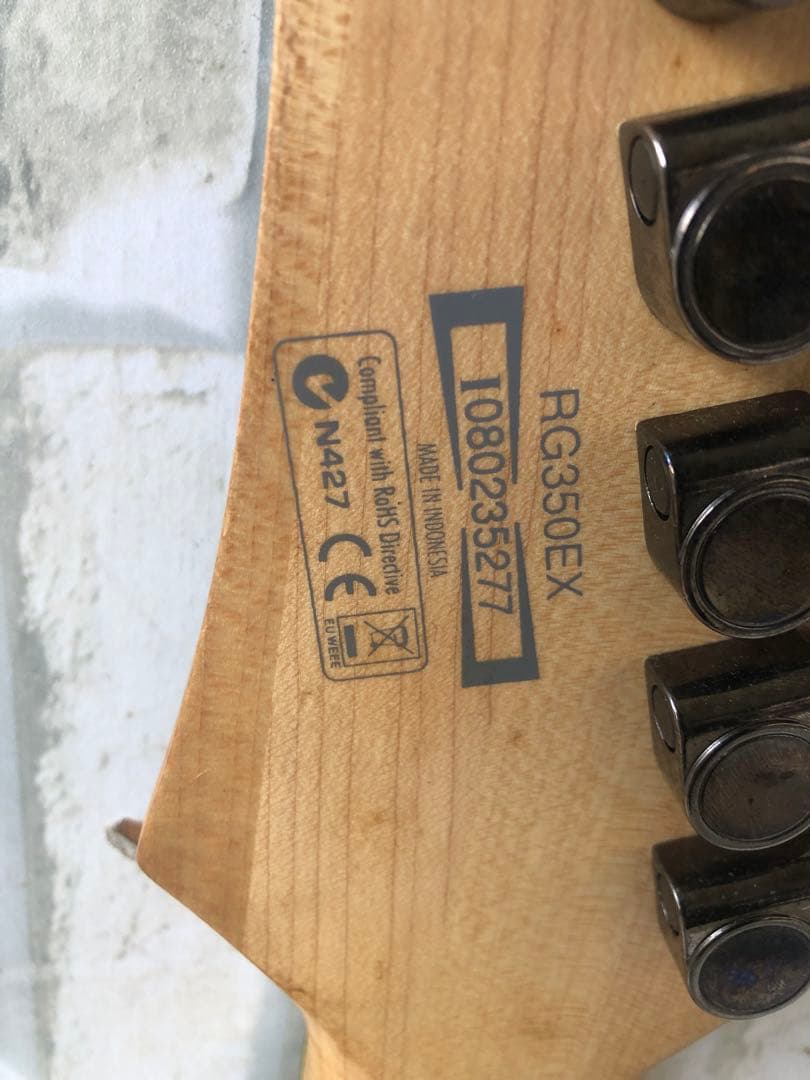 RG350EX
I080235277
MADE IN INDONESIA
Compliant with RoHS Directive
N427 CE
EU WEEE